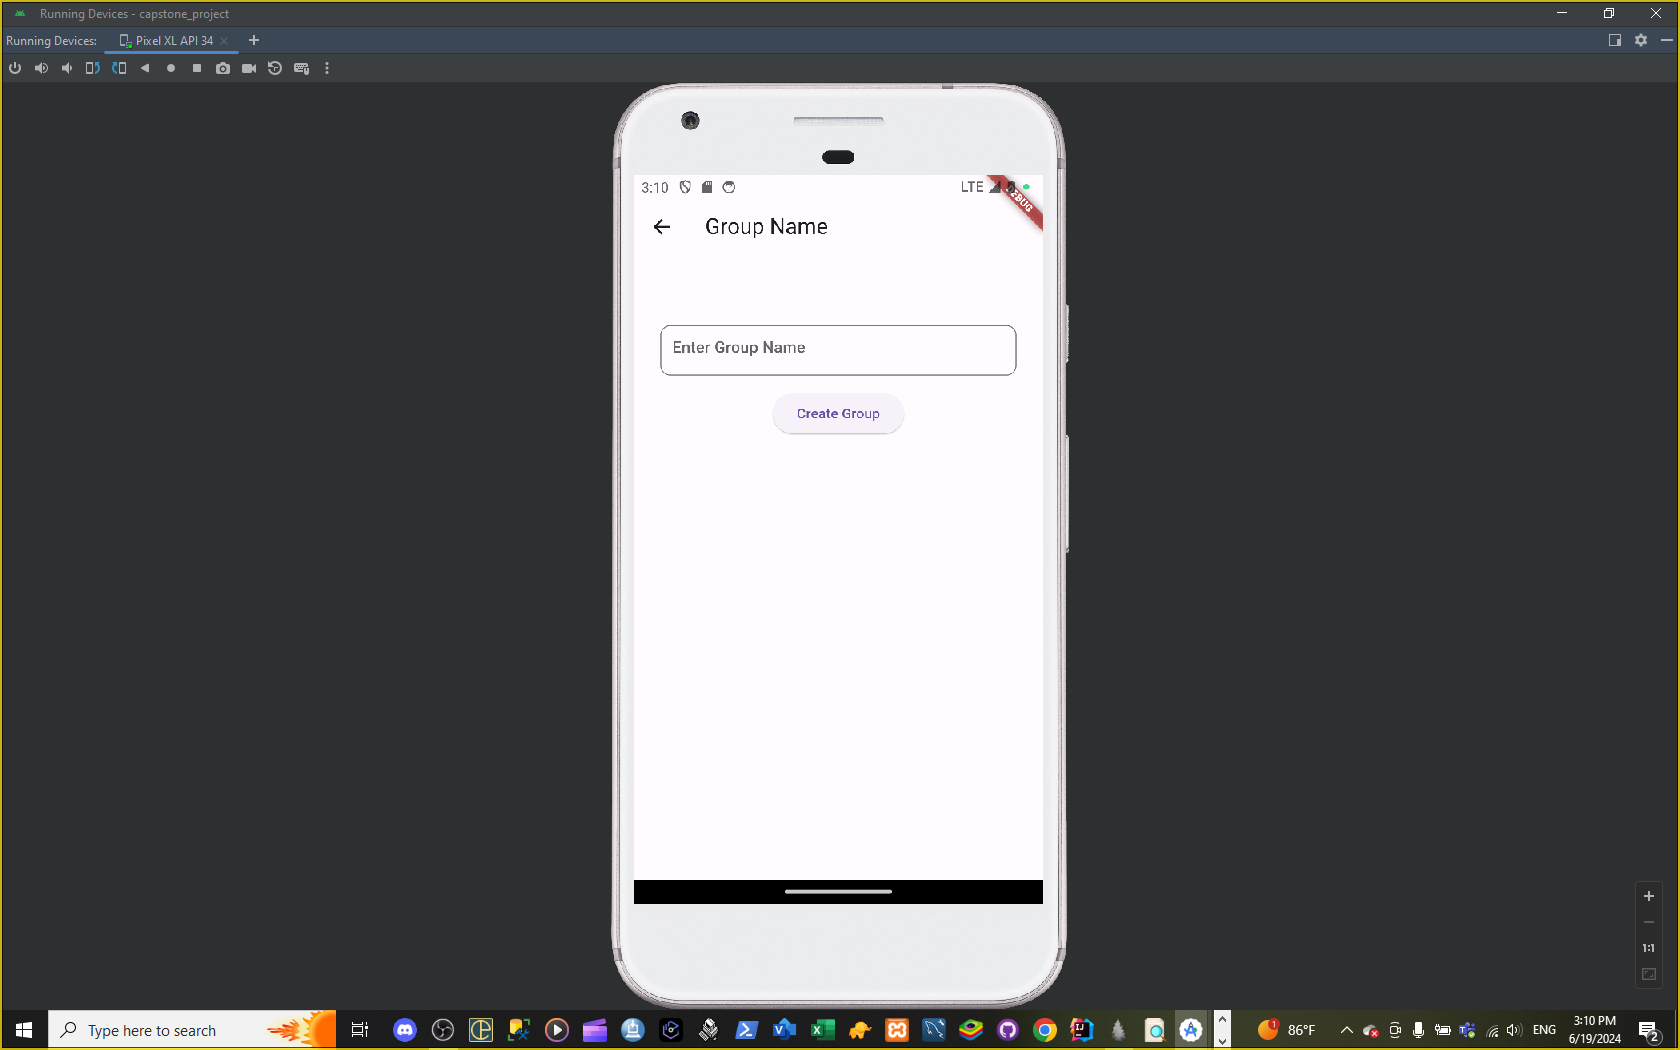 Running Devices - capstone_project
Running Devices: Pixel XL API 34
3:10 LTE
DEBUG
Group Name
Enter Group Name
Create Group
1:1
Type here to search
1 86°F ENG 3:10 PM
6/19/2024
2